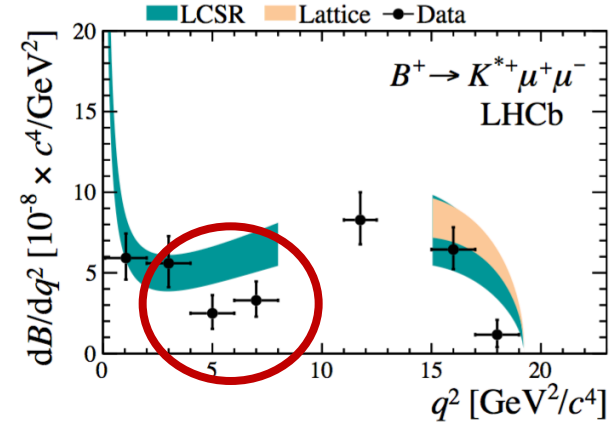 LCSR Lattice Data
B⁺→ K*⁺μ⁺μ⁻
LHCb
dB/dq² [10⁻⁸ × c⁴/GeV²]
20
15
10
5
0
0 5 10 15 20
q² [GeV²/c⁴]